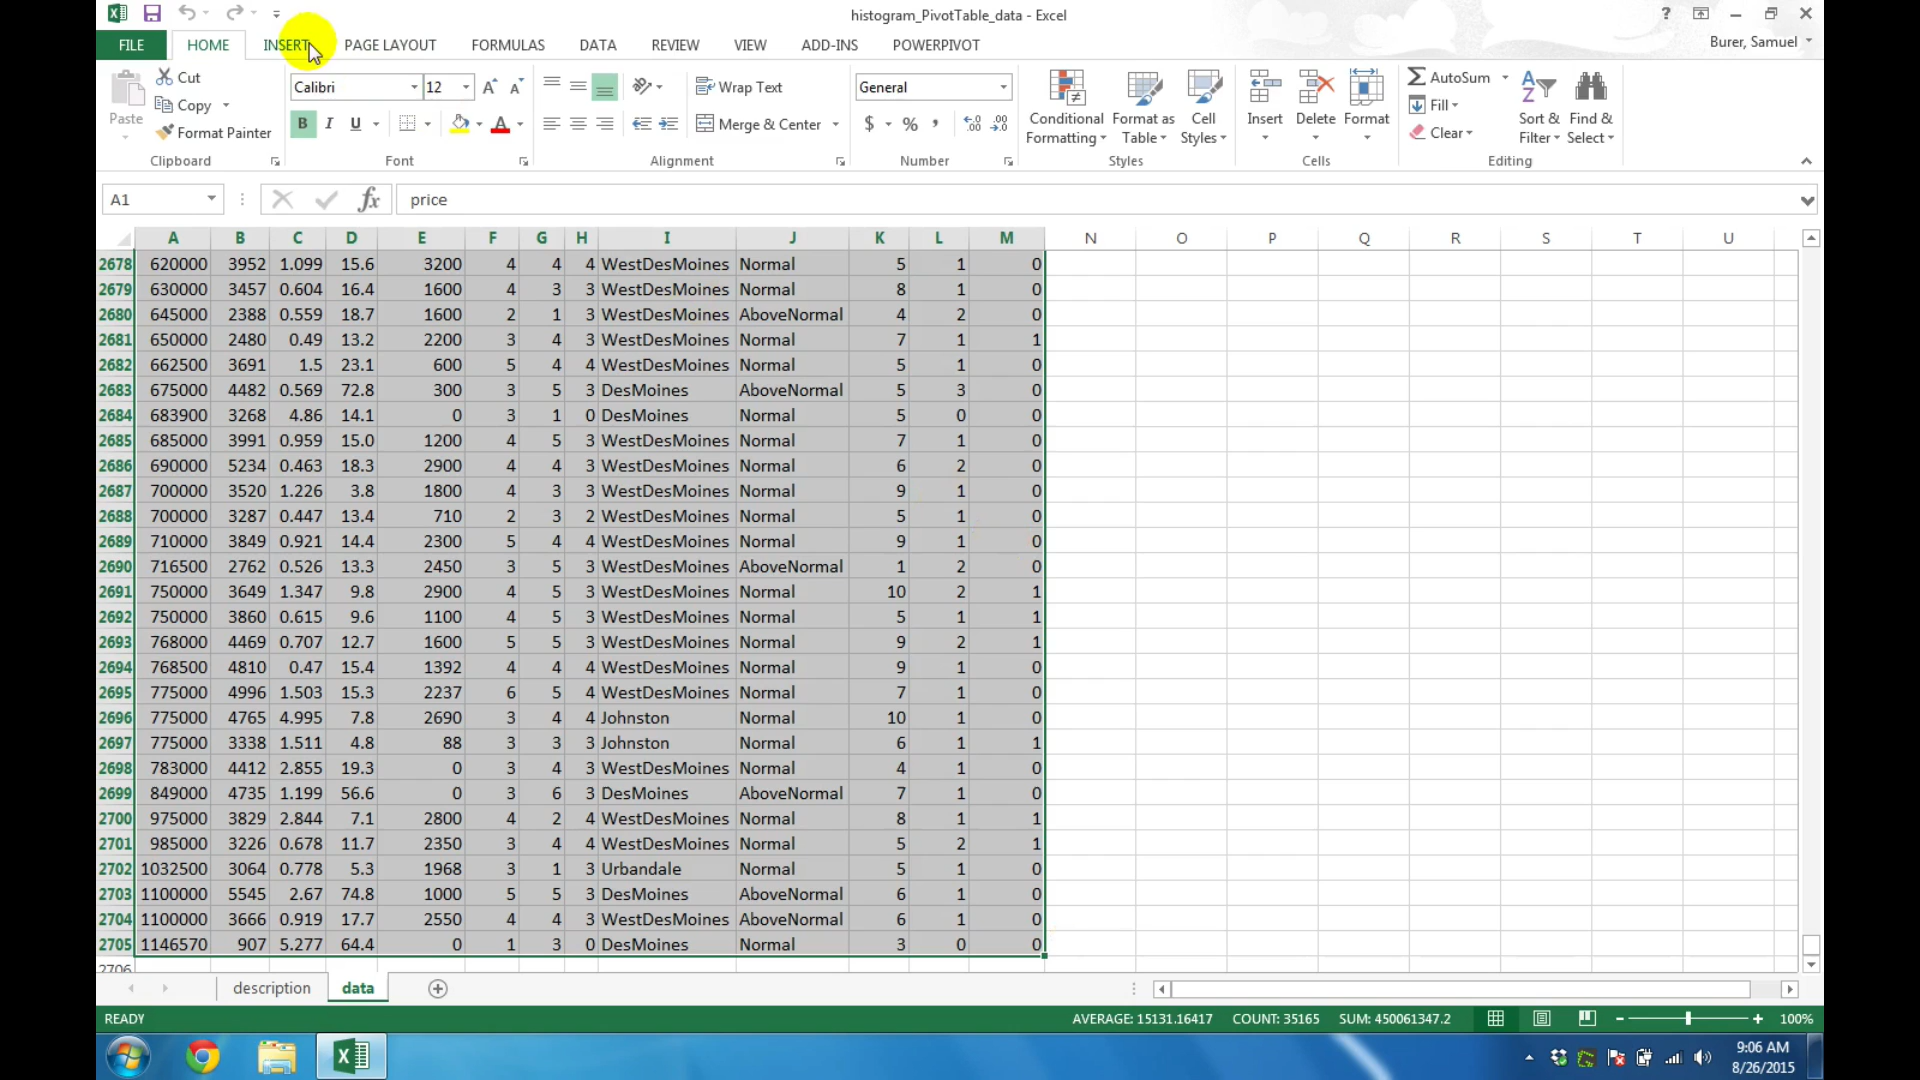 histogram_PivotTable_data - Excel
FILE HOME INSERT PAGE LAYOUT FORMULAS DATA REVIEW VIEW ADD-INS POWERPIVOT Burer, Samuel
Paste
Cut
Copy
Format Painter
Clipboard
Calibri 12
B I U
Font
Wrap Text
Merge & Center
Alignment
General
$ % ,
Number
Conditional Formatting
Format as Table
Cell Styles
Styles
Insert Delete Format
Cells
AutoSum
Fill
Clear
Sort & Filter
Find & Select
Editing
A1 fx price
A B C D E F G H I J K L M N O P Q R S T U
2678 620000 3952 1.099 15.6 3200 4 4 4 WestDesMoines Normal 5 1 0
2679 630000 3457 0.604 16.4 1600 4 3 3 WestDesMoines Normal 8 1 0
2680 645000 2388 0.559 18.7 1600 2 1 3 WestDesMoines AboveNormal 4 2 0
2681 650000 2480 0.49 13.2 2200 3 4 3 WestDesMoines Normal 7 1 1
2682 662500 3691 1.5 23.1 600 5 4 4 WestDesMoines Normal 5 1 0
2683 675000 4482 0.569 72.8 300 3 5 3 DesMoines AboveNormal 5 3 0
2684 683900 3268 4.86 14.1 0 3 1 0 DesMoines Normal 5 0 0
2685 685000 3991 0.959 15.0 1200 4 5 3 WestDesMoines Normal 7 1 0
2686 690000 5234 0.463 18.3 2900 4 4 3 WestDesMoines Normal 6 2 0
2687 700000 3520 1.226 3.8 1800 4 3 3 WestDesMoines Normal 9 1 0
2688 700000 3287 0.447 13.4 710 2 3 2 WestDesMoines Normal 5 1 0
2689 710000 3849 0.921 14.4 2300 5 4 4 WestDesMoines Normal 9 1 0
2690 716500 2762 0.526 13.3 2450 3 5 3 WestDesMoines AboveNormal 1 2 0
2691 750000 3649 1.347 9.8 2900 4 5 3 WestDesMoines Normal 10 2 1
2692 750000 3860 0.615 9.6 1100 4 5 3 WestDesMoines Normal 5 1 1
2693 768000 4469 0.707 12.7 1600 5 5 3 WestDesMoines Normal 9 2 1
2694 768500 4810 0.47 15.4 1392 4 4 4 WestDesMoines Normal 9 1 0
2695 775000 4996 1.503 15.3 2237 6 5 4 WestDesMoines Normal 7 1 0
2696 775000 4765 4.995 7.8 2690 3 4 4 Johnston Normal 10 1 0
2697 775000 3338 1.511 4.8 88 3 3 3 Johnston Normal 6 1 1
2698 783000 4412 2.855 19.3 0 3 4 3 WestDesMoines Normal 4 1 0
2699 849000 4735 1.199 56.6 0 3 6 3 DesMoines AboveNormal 7 1 0
2700 975000 3829 2.844 7.1 2800 4 2 4 WestDesMoines Normal 8 1 1
2701 985000 3226 0.678 11.7 2350 3 4 4 WestDesMoines Normal 5 2 1
2702 1032500 3064 0.778 5.3 1968 3 1 3 Urbandale Normal 5 1 0
2703 1100000 5545 2.67 74.8 1000 5 5 3 DesMoines AboveNormal 6 1 0
2704 1100000 3666 0.919 17.7 2550 4 4 3 WestDesMoines AboveNormal 6 1 0
2705 1146570 907 5.277 64.4 0 1 3 0 DesMoines Normal 3 0 0
2706
description data
READY AVERAGE: 15131.16417 COUNT: 35165 SUM: 450061347.2 100%
9:06 AM
8/26/2015